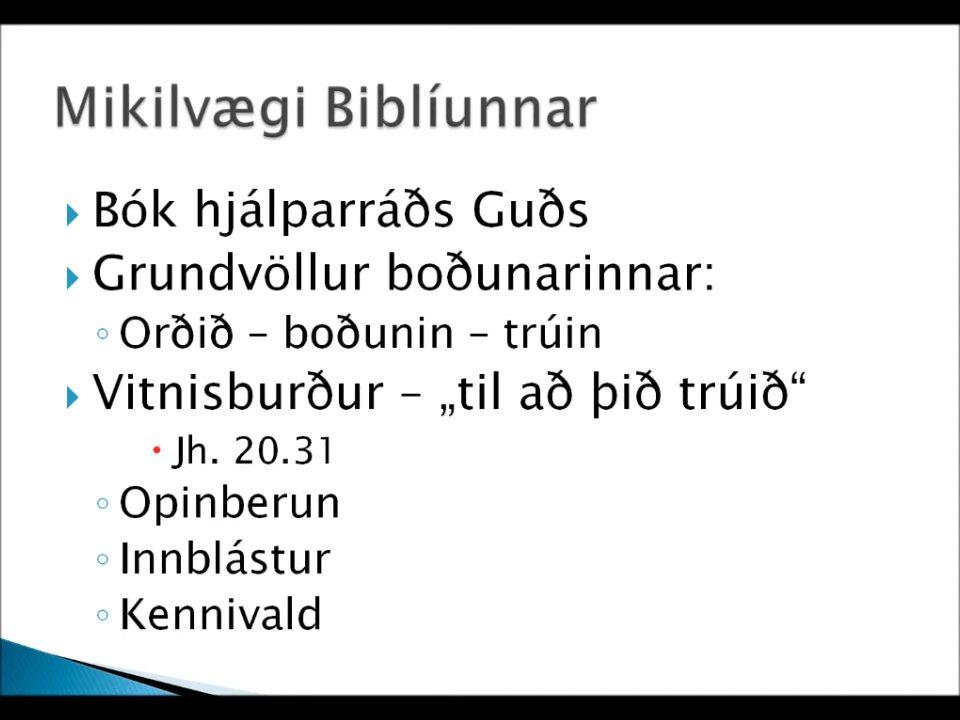 Mikilvægi Biblíunnar
Bók hjálparráðs Guðs
Grundvöllur boðunarinnar:
Orðið – boðunin – trúin
Vitnisburður – „til að þið trúið“
Jh. 20.31
Opinberun
Innblástur
Kennivald